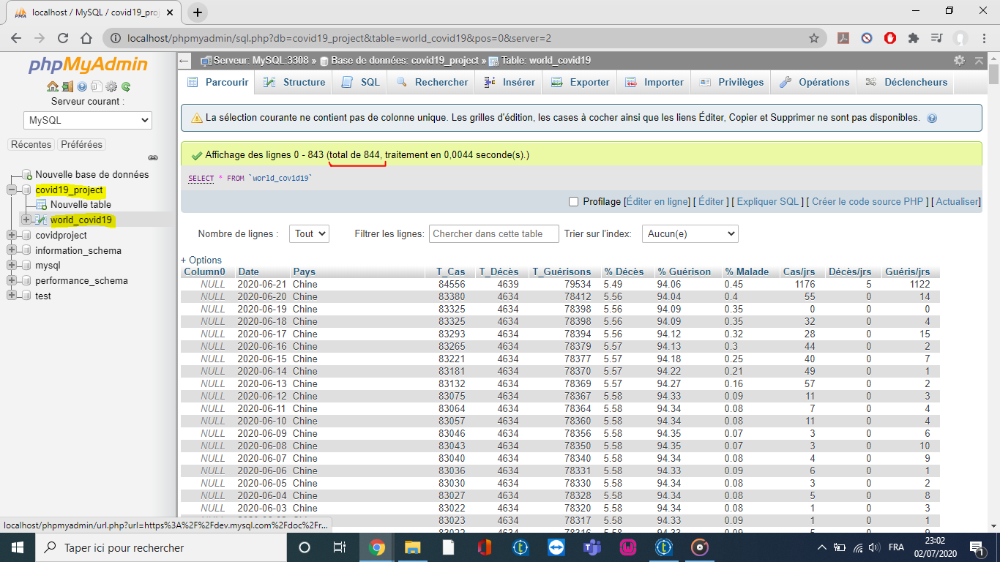 localhost / MySQL / covid19_proj
localhost/phpmyadmin/sql.php?db=covid19_project&table=world_covid19&pos=0&server=2
phpMyAdmin
Serveur courant :
MySQL
Récentes Préférées
Nouvelle base de données
covid19_project
Nouvelle table
world_covid19
covidproject
information_schema
mysql
performance_schema
test
Serveur: MySQL:3308 » Base de données: covid19_project » Table: world_covid19
Parcourir Structure SQL Rechercher Insérer Exporter Importer Privilèges Opérations Déclencheurs
La sélection courante ne contient pas de colonne unique. Les grilles d'édition, les cases à cocher ainsi que les liens Éditer, Copier et Supprimer ne sont pas disponibles.
Affichage des lignes 0 - 843 (total de 844, traitement en 0,0044 seconde(s).)
SELECT * FROM `world_covid19`
Profilage [Éditer en ligne] [ Éditer ] [ Expliquer SQL ] [ Créer le code source PHP ] [ Actualiser]
Nombre de lignes : Tout Filtrer les lignes: Chercher dans cette table Trier sur l'index: Aucun(e)
+ Options
Column0 Date Pays T_Cas T_Décès T_Guérisons % Décès % Guérison % Malade Cas/jrs Décès/jrs Guéris/jrs
NULL 2020-06-21 Chine 84556 4639 79534 5.49 94.06 0.45 1176 5 1122
NULL 2020-06-20 Chine 83380 4634 78412 5.56 94.04 0.4 55 0 14
NULL 2020-06-19 Chine 83325 4634 78398 5.56 94.09 0.35 0 0 0
NULL 2020-06-18 Chine 83325 4634 78398 5.56 94.09 0.35 32 0 4
NULL 2020-06-17 Chine 83293 4634 78394 5.56 94.12 0.32 28 0 15
NULL 2020-06-16 Chine 83265 4634 78379 5.57 94.13 0.3 44 0 2
NULL 2020-06-15 Chine 83221 4634 78377 5.57 94.18 0.25 40 0 7
NULL 2020-06-14 Chine 83181 4634 78370 5.57 94.22 0.21 49 0 1
NULL 2020-06-13 Chine 83132 4634 78369 5.57 94.27 0.16 57 0 2
NULL 2020-06-12 Chine 83075 4634 78367 5.58 94.33 0.09 11 0 3
NULL 2020-06-11 Chine 83064 4634 78364 5.58 94.34 0.08 7 0 4
NULL 2020-06-10 Chine 83057 4634 78360 5.58 94.34 0.08 11 0 4
NULL 2020-06-09 Chine 83046 4634 78356 5.58 94.35 0.07 3 0 6
NULL 2020-06-08 Chine 83043 4634 78350 5.58 94.35 0.07 3 0 10
NULL 2020-06-07 Chine 83040 4634 78340 5.58 94.34 0.08 4 0 9
NULL 2020-06-06 Chine 83036 4634 78331 5.58 94.33 0.09 6 0 1
NULL 2020-06-05 Chine 83030 4634 78330 5.58 94.34 0.08 3 0 2
NULL 2020-06-04 Chine 83027 4634 78328 5.58 94.34 0.08 5 0 8
NULL 2020-06-03 Chine 83022 4634 78320 5.58 94.34 0.08 1 0 3
83023 4634 78317 5.58 94.33 0.09 1 0 1
83022 4634 78316 5.58 94.33 0.09 5 0 9
localhost/phpmyadmin/url.php?url=https%3A%2F%2Fdev.mysql.com%2Fdoc%2Fr...
Taper ici pour rechercher
FRA
23:02
02/07/2020
1